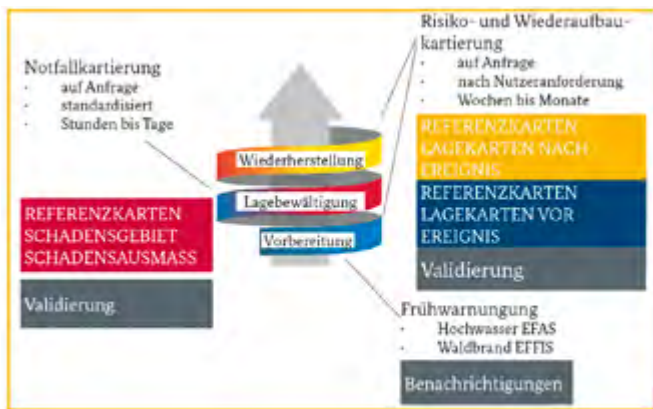 Notfallkartierung
· auf Anfrage
· standardisiert
· Stunden bis Tage
REFERENZKARTEN
SCHADENSGEBIET
SCHADENSAUSMASS
Validierung
Wiederherstellung
Lagebewältigung
Vorbereitung
Risiko- und Wiederaufbau-
kartierung
· auf Anfrage
· nach Nutzeranforderung
· Wochen bis Monate
REFERENZKARTEN
LAGEKARTEN NACH
EREIGNIS
REFERENZKARTEN
LAGEKARTEN VOR
EREIGNIS
Validierung
Frühwarnungung
· Hochwasser EFAS
· Waldbrand EFFIS
Benachrichtigungen